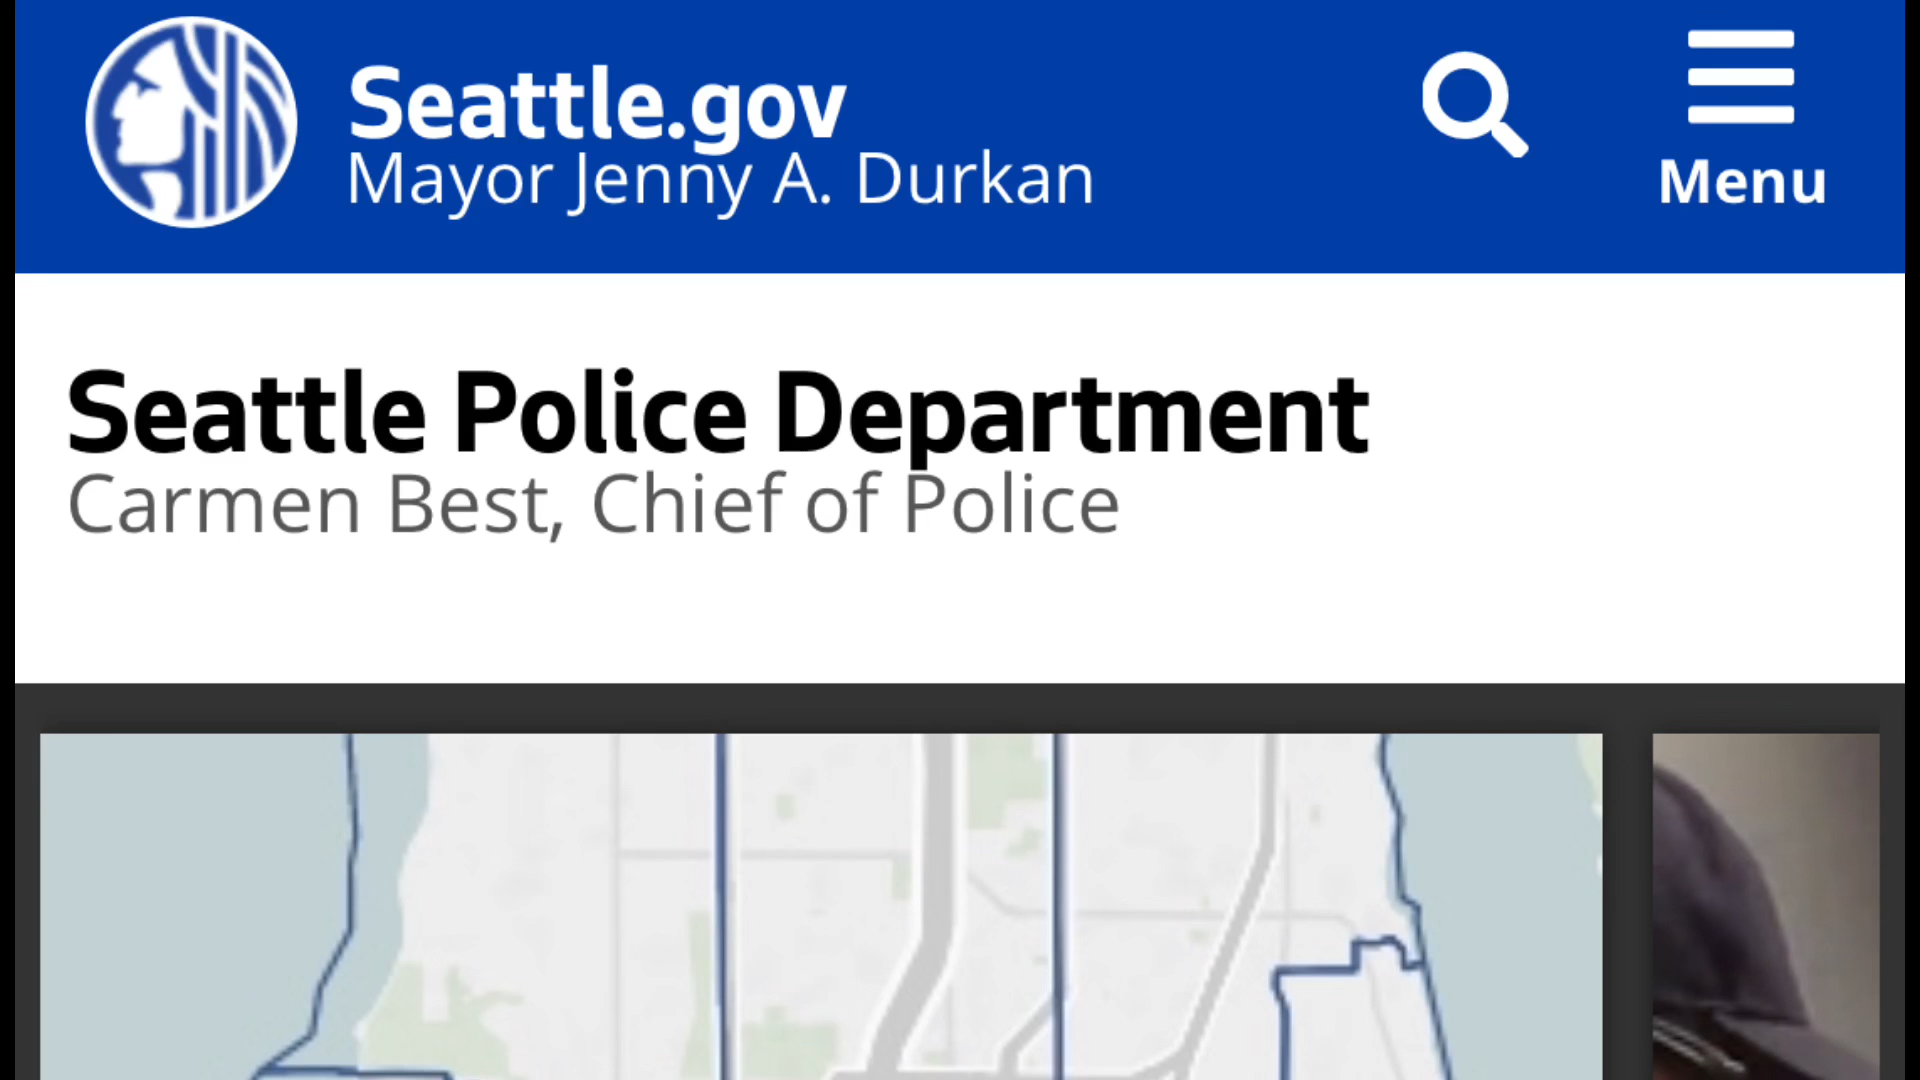 Seattle.gov
Mayor Jenny A. Durkan
Menu
Seattle Police Department
Carmen Best, Chief of Police